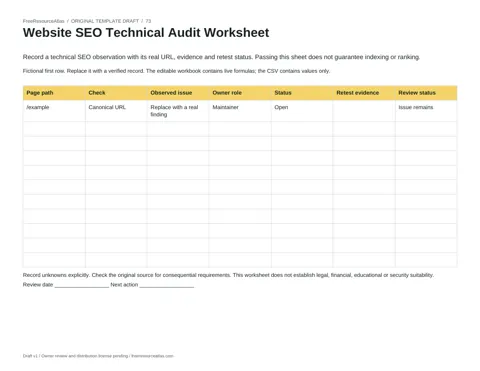 FreeResourceAtlas / ORIGINAL TEMPLATE DRAFT / T3
Website SEO Technical Audit Worksheet
Record a technical SEO observation with its real URL, evidence and retest status. Passing this sheet does not guarantee indexing or ranking.
Fictional first row. Replace it with a verified record. The editable workbook contains live formulas; the CSV contains values only.
Page path Check Observed issue Owner role Status Retest evidence Review status
/example Canonical URL Replace with a real Maintainer Open Issue remains
finding
Record unknowns explicitly. Check the original source for consequential requirements. This worksheet does not establish legal, financial, educational or security suitability.
Review date ____________________ Next action ____________________
Draft v1 / Owner review and distribution license pending /